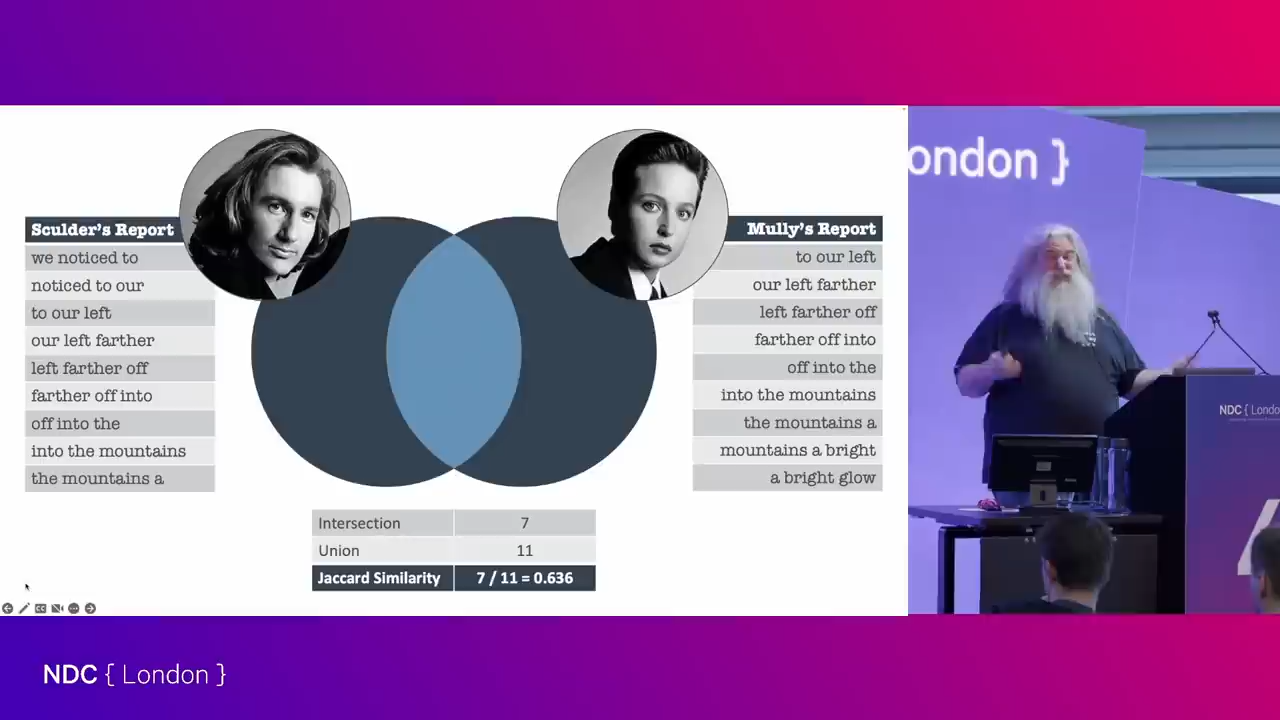 Sculder's Report
we noticed to
noticed to our
to our left
our left farther
left farther off
farther off into
off into the
into the mountains
the mountains a
Mully's Report
to our left
our left farther
left farther off
farther off into
off into the
into the mountains
the mountains a
mountains a bright
a bright glow
Intersection 7
Union 11
Jaccard Similarity 7 / 11 = 0.636
ondon }
NDC { Londo
NDC { London }